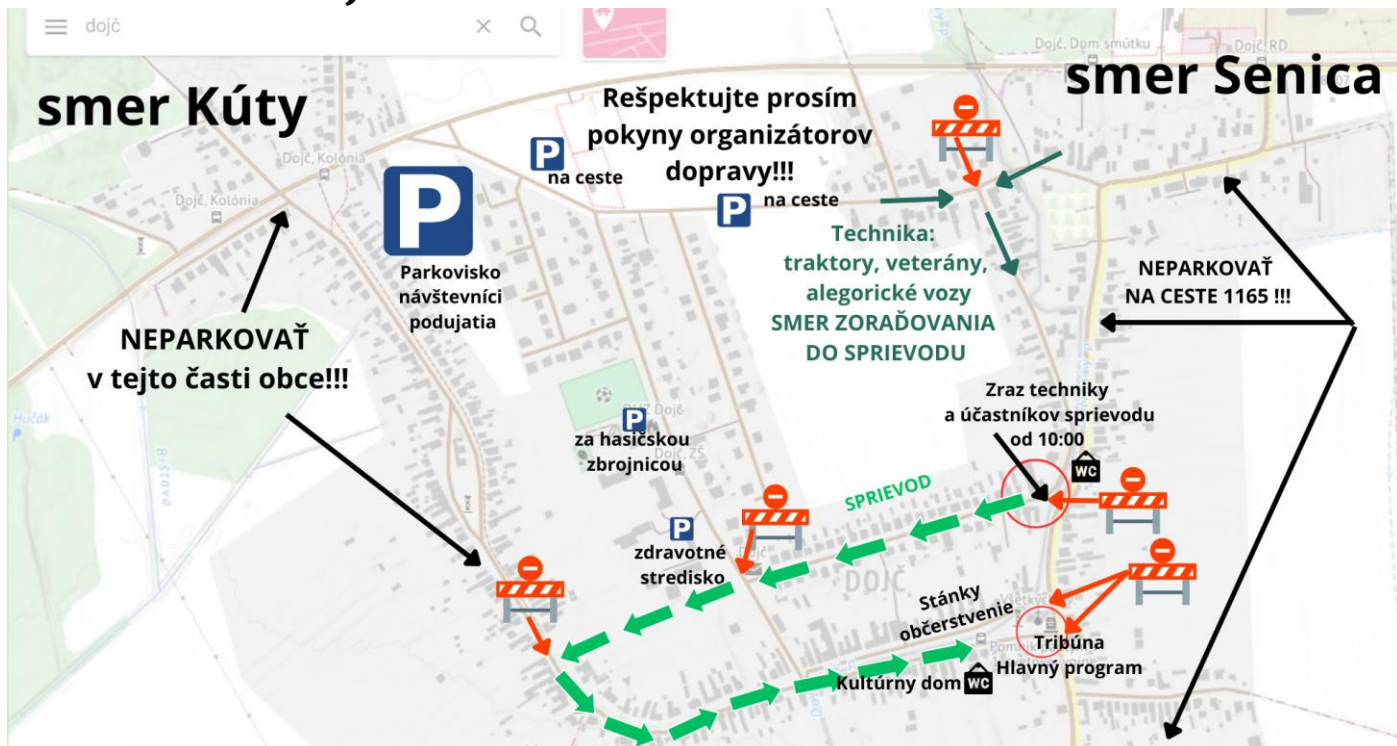 dojč
smer Kúty
smer Senica
Dojč, Dom smútku
Dojč, RD
Rešpektujte prosím
pokyny organizátorov
dopravy!!!
P
na ceste
P
na ceste
Dojč, Kolónia
Dojč, Kolónia
P
Parkovisko
návštevníci
podujatia
Technika:
traktory, veterány,
alegorické vozy
SMER ZORAĎOVANIA
DO SPRIEVODU
NEPARKOVAŤ
NA CESTE 1165 !!!
NEPARKOVAŤ
v tejto časti obce!!!
Hučák
Zraz techniky
a účastníkov sprievodu
od 10:00
WC
P
za hasičskou
zbrojnicou
Dojč, ZŠ
SPRIEVOD
P
zdravotné
stredisko
Dojč
DOJČ
Stánky
občerstvenie
Tribúna
Hlavný program
Kultúrny dom
WC